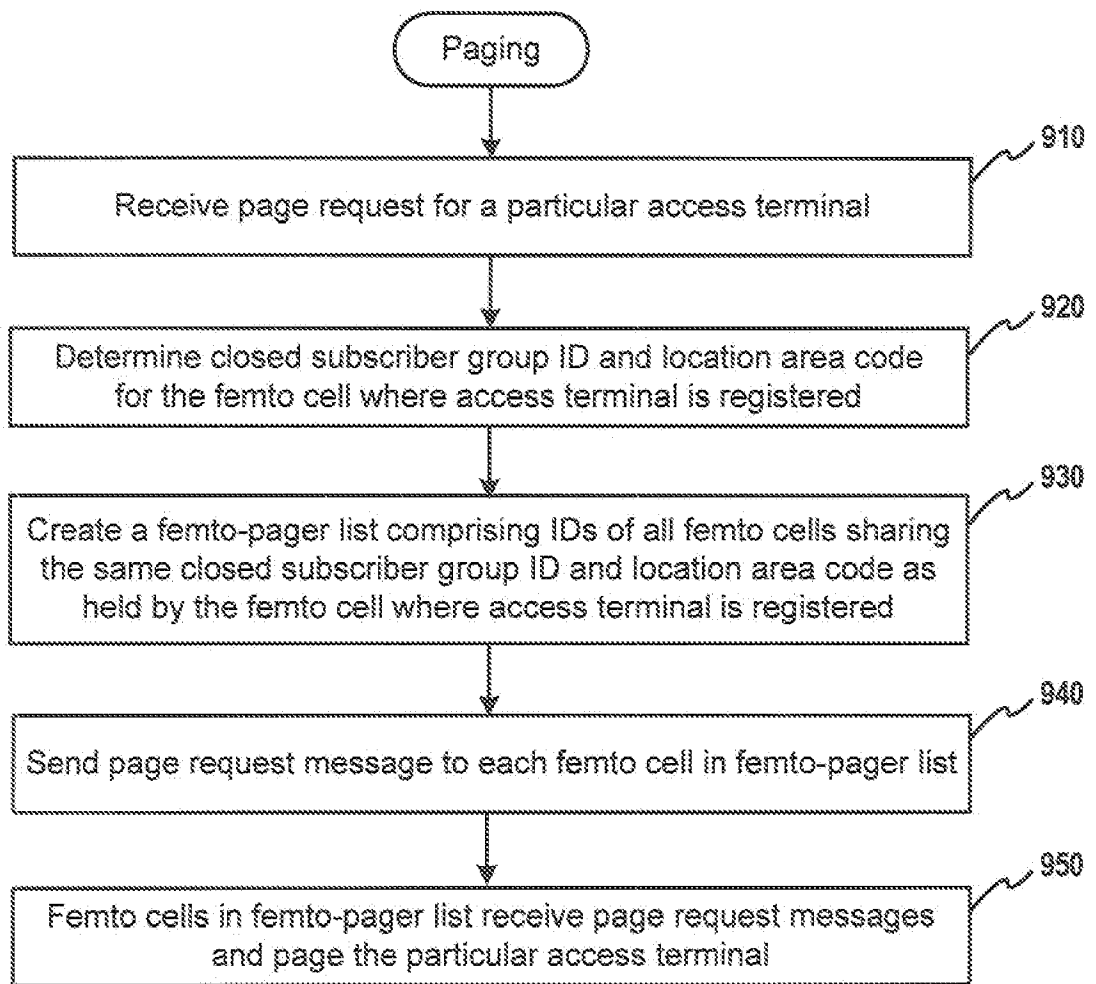 Paging
910
Receive page request for a particular access terminal
920
Determine closed subscriber group ID and location area code
for the femto cell where access terminal is registered
930
Create a femto-pager list comprising IDs of all femto cells sharing
the same closed subscriber group ID and location area code as
held by the femto cell where access terminal is registered
940
Send page request message to each femto cell in femto-pager list
950
Femto cells in femto-pager list receive page request messages
and page the particular access terminal